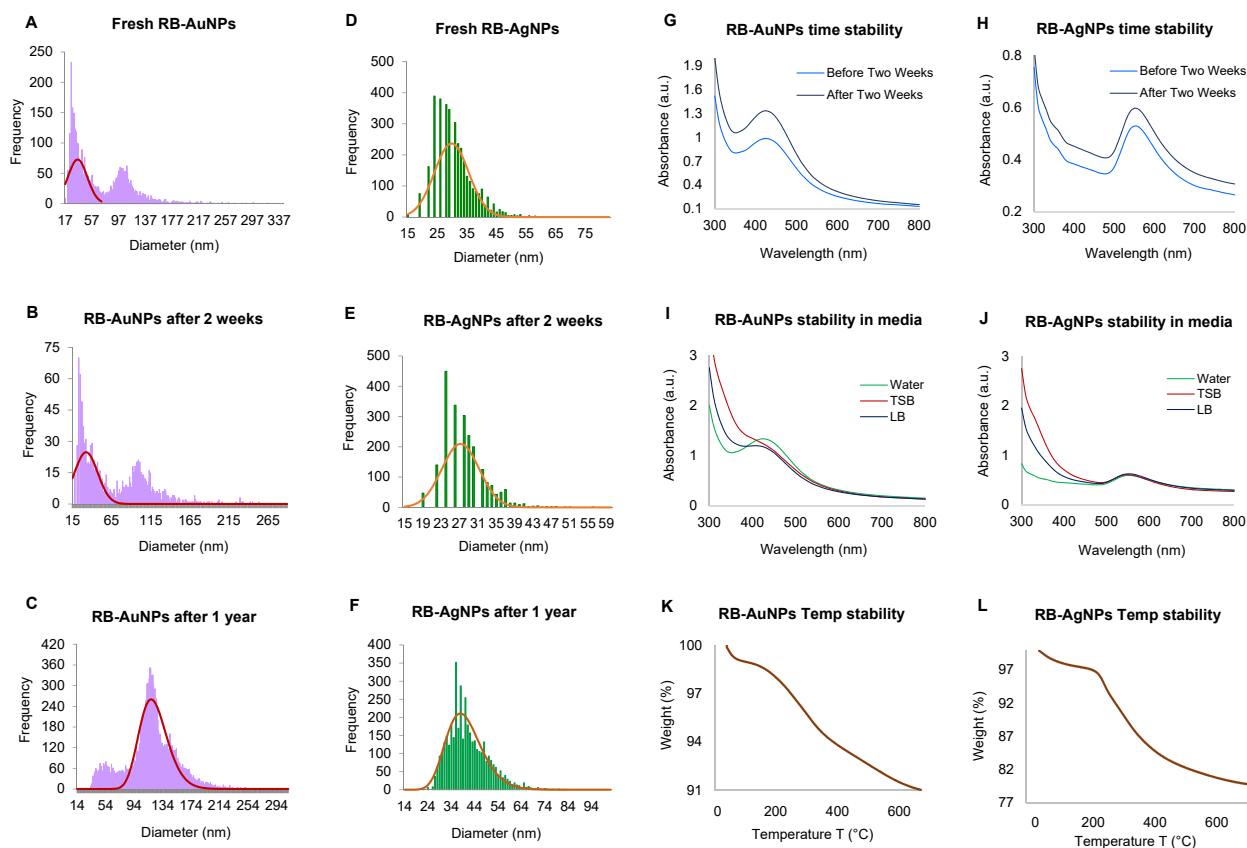 A
Fresh RB-AuNPs
Frequency
250
200
150
100
50
0
17 57 97 137 177 217 257 297 337
Diameter (nm)
D
Fresh RB-AgNPs
Frequency
500
400
300
200
100
0
15 25 35 45 55 65 75
Diameter (nm)
G
RB-AuNPs time stability
Absorbance (a.u.)
1.9
1.6
1.3
1
0.7
0.4
0.1
Before Two Weeks
After Two Weeks
300 400 500 600 700 800
Wavelength (nm)
H
RB-AgNPs time stability
Absorbance (a.u.)
0.8
0.6
0.4
0.2
Before Two Weeks
After Two Weeks
300 400 500 600 700 800
Wavelength (nm)
B
RB-AuNPs after 2 weeks
Frequency
75
60
45
30
15
0
15 65 115 165 215 265
Diameter (nm)
E
RB-AgNPs after 2 weeks
Frequency
500
400
300
200
100
0
15 19 23 27 31 35 39 43 47 51 55 59
Diameter (nm)
I
RB-AuNPs stability in media
Absorbance (a.u.)
3
2
1
0
Water
TSB
LB
300 400 500 600 700 800
Wavelength (nm)
J
RB-AgNPs stability in media
Absorbance (a.u.)
3
2
1
0
Water
TSB
LB
300 400 500 600 700 800
Wavelength (nm)
C
RB-AuNPs after 1 year
Frequency
420
360
300
240
180
120
60
0
14 54 94 134 174 214 254 294
Diameter (nm)
F
RB-AgNPs after 1 year
Frequency
400
350
300
250
200
150
100
50
0
14 24 34 44 54 64 74 84 94
Diameter (nm)
K
RB-AuNPs Temp stability
Weight (%)
100
97
94
91
0 200 400 600
Temperature T (°C)
L
RB-AgNPs Temp stability
Weight (%)
97
92
87
82
77
0 200 400 600
Temperature T (°C)